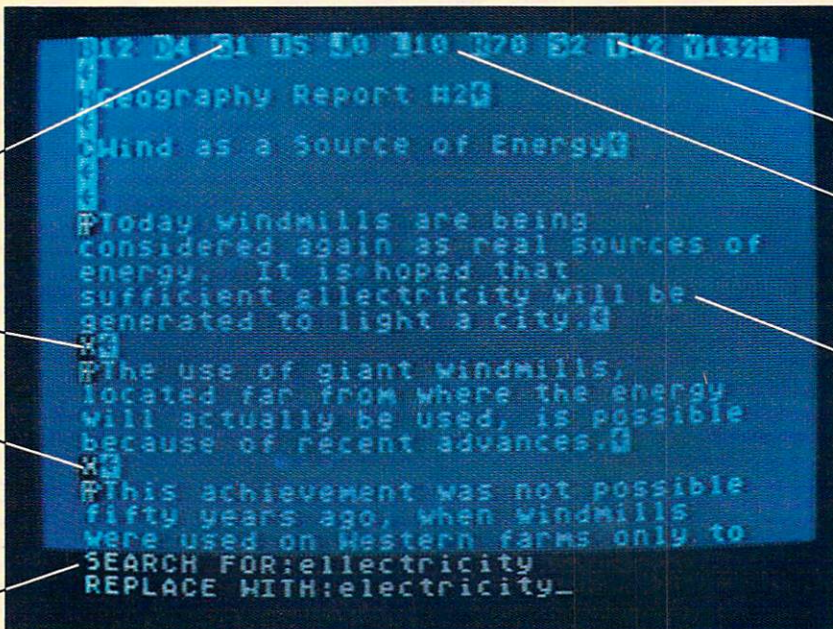 B12 D4 G1 I5 J0 L10 R70 S2 T12 Y132
Geography Report #2
Wind as a Source of Energy
Today windmills are being
considered again as real sources of
energy. It is hoped that
sufficient ellectricity will be
generated to light a city.
The use of giant windmills,
located far from where the energy
will actually be used, is possible
because of recent advances.
This achievement was not possible
fifty years ago, when windmills
were used on Western farms only to
SEARCH FOR:ellectricity
REPLACE WITH:electricity_